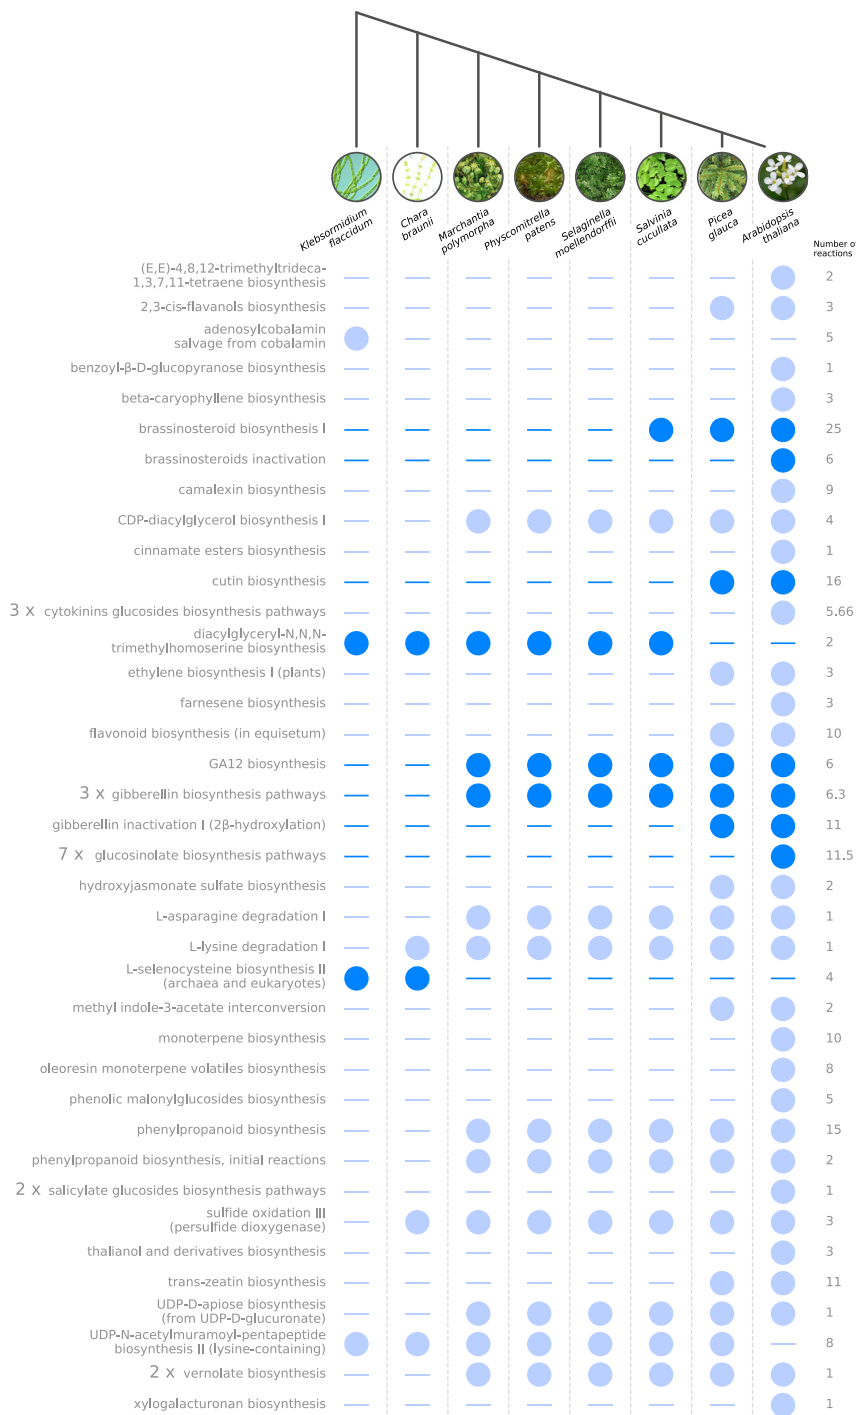 Klebsormidium
flaccidum
Chara
braunii
Marchantia
polymorpha
Physcomitrella
patens
Selaginella
moellendorffii
Salvinia
cucullata
Picea
glauca
Arabidopsis
thaliana
Number of
reactions
(E,E)-4,8,12-trimethyltrideca-
1,3,7,11-tetraene biosynthesis 2
2,3-cis-flavanols biosynthesis 3
adenosylcobalamin
salvage from cobalamin 5
benzoyl-β-D-glucopyranose biosynthesis 1
beta-caryophyllene biosynthesis 3
brassinosteroid biosynthesis I 25
brassinosteroids inactivation 6
camalexin biosynthesis 9
CDP-diacylglycerol biosynthesis I 4
cinnamate esters biosynthesis 1
cutin biosynthesis 16
3 x cytokinins glucosides biosynthesis pathways 5.66
diacylglyceryl-N,N,N-
trimethylhomoserine biosynthesis 2
ethylene biosynthesis I (plants) 3
farnesene biosynthesis 3
flavonoid biosynthesis (in equisetum) 10
GA12 biosynthesis 6
3 x gibberellin biosynthesis pathways 6.3
gibberellin inactivation I (2β-hydroxylation) 11
7 x glucosinolate biosynthesis pathways 11.5
hydroxyjasmonate sulfate biosynthesis 2
L-asparagine degradation I 1
L-lysine degradation I 1
L-selenocysteine biosynthesis II
(archaea and eukaryotes) 4
methyl indole-3-acetate interconversion 2
monoterpene biosynthesis 10
oleoresin monoterpene volatiles biosynthesis 8
phenolic malonylglucosides biosynthesis 5
phenylpropanoid biosynthesis 15
phenylpropanoid biosynthesis, initial reactions 2
2 x salicylate glucosides biosynthesis pathways 1
sulfide oxidation III
(persulfide dioxygenase) 3
thalianol and derivatives biosynthesis 3
trans-zeatin biosynthesis 11
UDP-D-apiose biosynthesis
(from UDP-D-glucuronate) 1
UDP-N-acetylmuramoyl-pentapeptide
biosynthesis II (lysine-containing) 8
2 x vernolate biosynthesis 1
xylogalacturonan biosynthesis 1